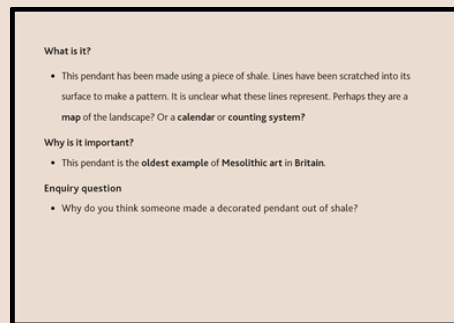 What is it?
• This pendant has been made using a piece of shale. Lines have been scratched into its
surface to make a pattern. It is unclear what these lines represent. Perhaps they are a
map of the landscape? Or a calendar or counting system?
Why is it important?
• This pendant is the oldest example of Mesolithic art in Britain.
Enquiry question
• Why do you think someone made a decorated pendant out of shale?